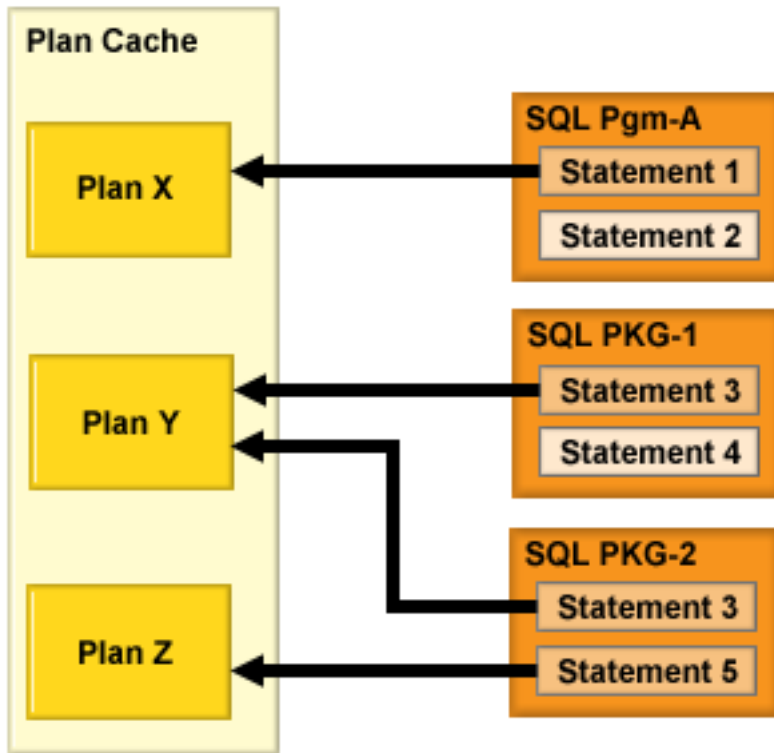 Plan Cache
Plan X
Plan Y
Plan Z
SQL Pgm-A
Statement 1
Statement 2
SQL PKG-1
Statement 3
Statement 4
SQL PKG-2
Statement 3
Statement 5